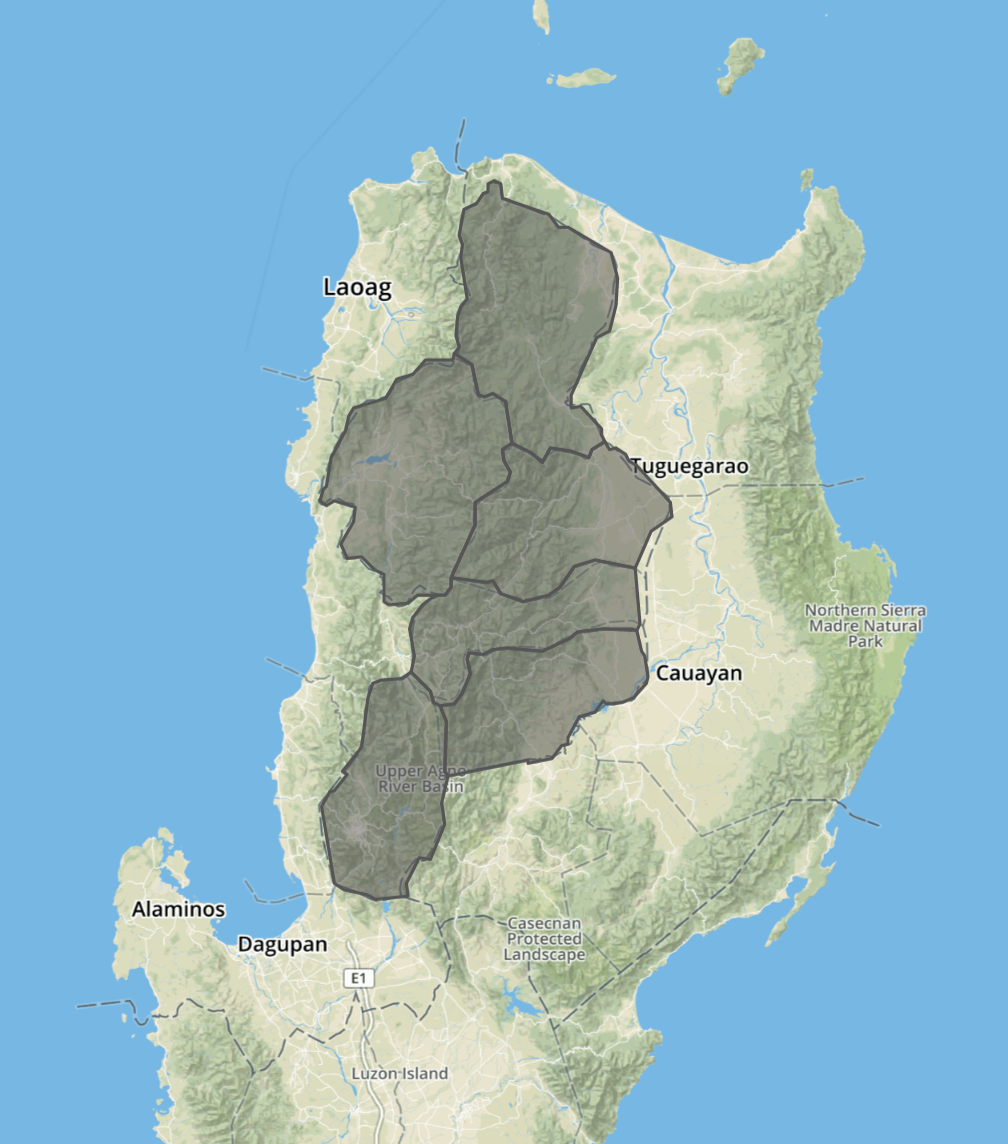 Laoag
Tuguegarao
Northern Sierra
Madre Natural
Park
Cauayan
Upper Agno
River Basin
Alaminos
Dagupan
Casecnan
Protected
Landscape
E1
Luzon Island